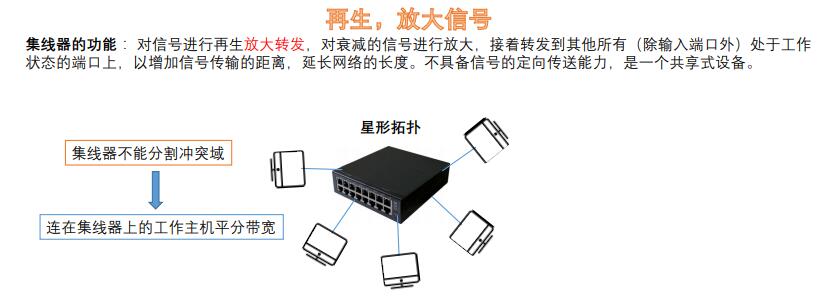 再生，放大信号
集线器的功能 ：对信号进行再生放大转发，对衰减的信号进行放大，接着转发到其他所有（除输入端口外）处于工作
状态的端口上，以增加信号传输的距离，延长网络的长度。不具备信号的定向传送能力，是一个共享式设备。
星形拓扑
集线器不能分割冲突域
连在集线器上的工作主机平分带宽